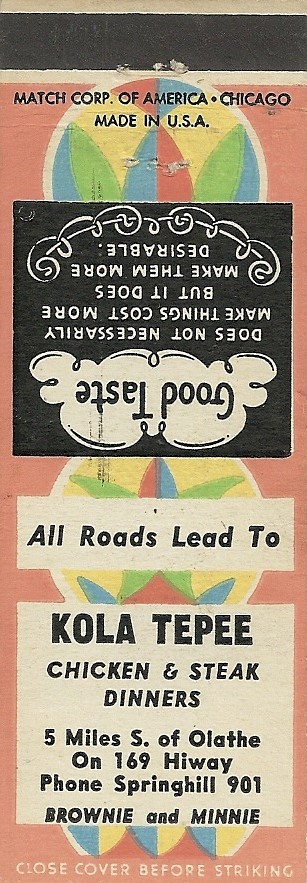 MATCH CORP. OF AMERICA • CHICAGO
MADE IN U.S.A.
Good Taste
DOES NOT NECESSARILY
MAKE THINGS COST MORE
BUT IT DOES
MAKE THEM MORE
DESIRABLE.
All Roads Lead To
KOLA TEPEE
CHICKEN & STEAK
DINNERS
5 Miles S. of Olathe
On 169 Hiway
Phone Springhill 901
BROWNIE and MINNIE
CLOSE COVER BEFORE STRIKING